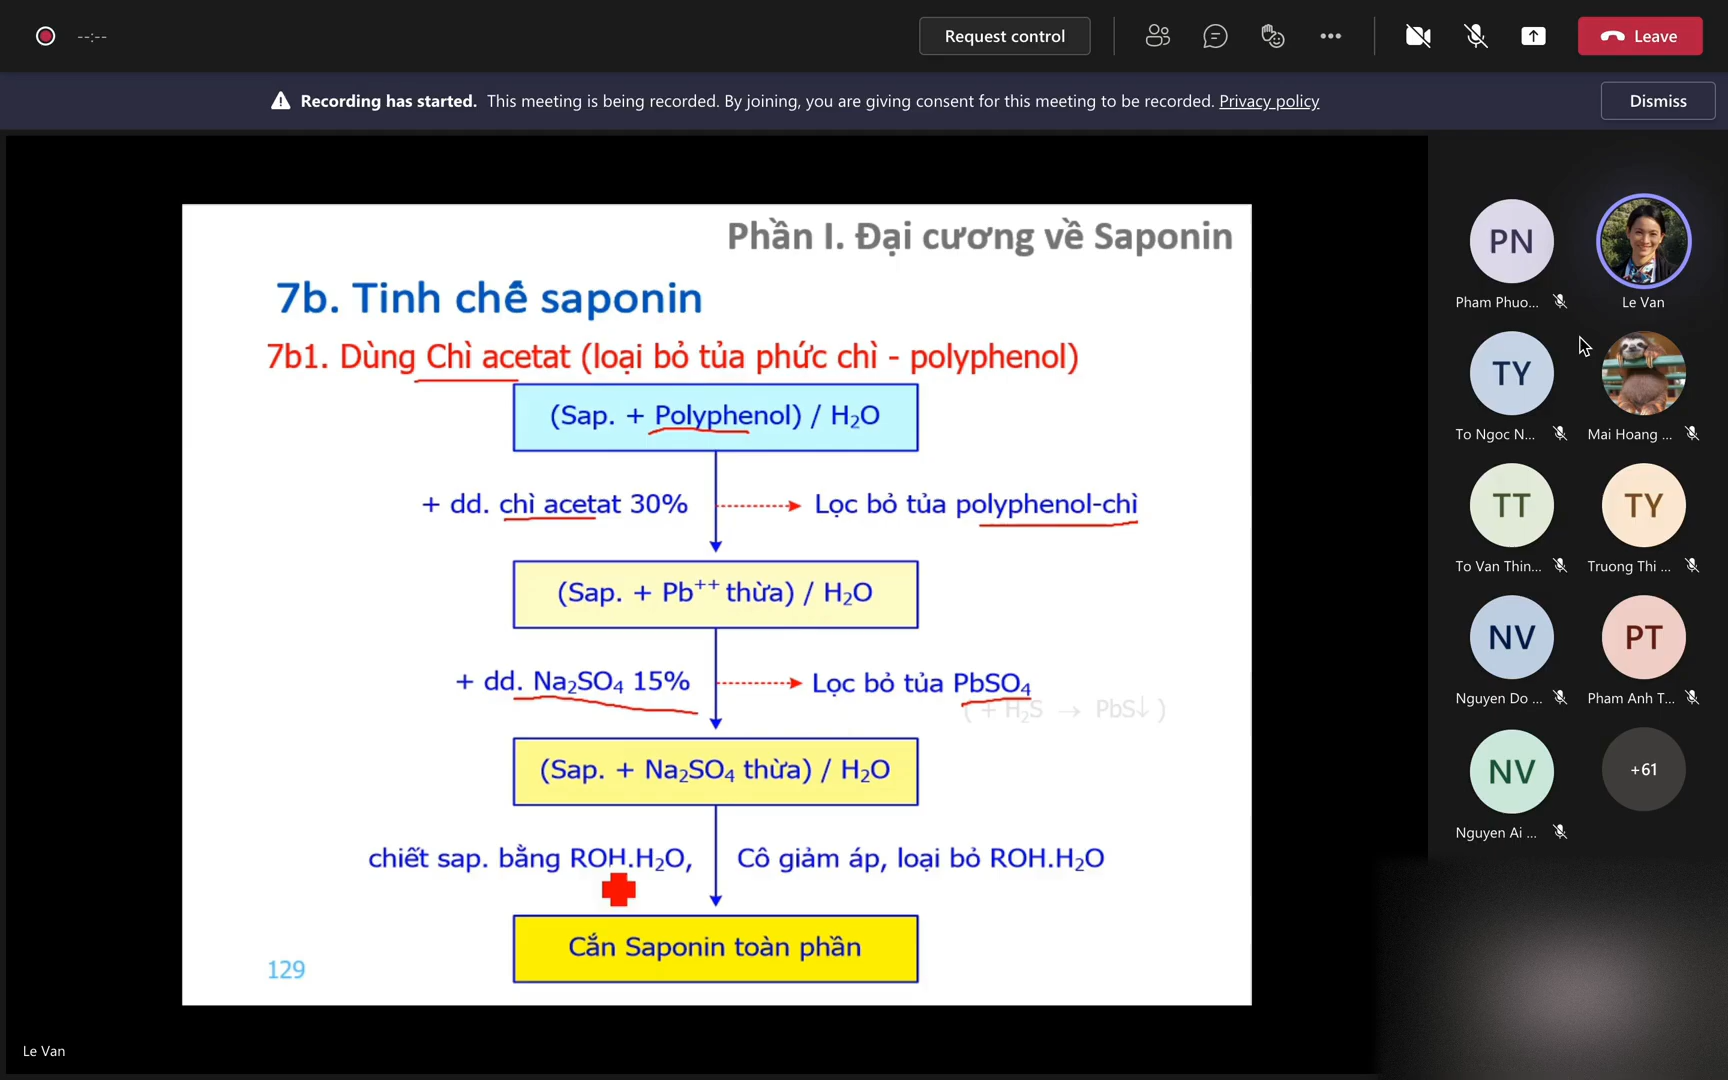 --:--
Request control
Leave
Recording has started. This meeting is being recorded. By joining, you are giving consent for this meeting to be recorded. Privacy policy
Dismiss
Phần I. Đại cương về Saponin
7b. Tinh chế saponin
7b1. Dùng Chì acetat (loại bỏ tủa phức chì - polyphenol)
(Sap. + Polyphenol) / H₂O
+ dd. chì acetat 30%
Lọc bỏ tủa polyphenol-chì
(Sap. + Pb⁺⁺ thừa) / H₂O
+ dd. Na₂SO₄ 15%
Lọc bỏ tủa PbSO₄
( + H₂S → PbS↓ )
(Sap. + Na₂SO₄ thừa) / H₂O
chiết sap. bằng ROH.H₂O,
Cô giảm áp, loại bỏ ROH.H₂O
Cắn Saponin toàn phần
129
Le Van
PN
Pham Phuo...
Le Van
TY
To Ngoc N...
Mai Hoang ...
TT
To Van Thin...
TY
Truong Thi ...
NV
Nguyen Do ...
PT
Pham Anh T...
NV
Nguyen Ai ...
+61